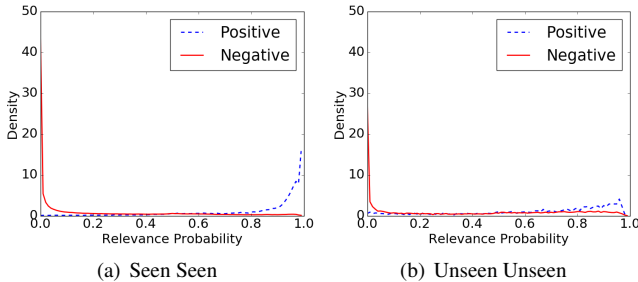 50
40
30
20
10
0
Density
0.0 0.2 0.4 0.6 0.8 1.0
Relevance Probability
Positive
Negative
(a) Seen Seen
50
40
30
20
10
0
Density
0.0 0.2 0.4 0.6 0.8 1.0
Relevance Probability
Positive
Negative
(b) Unseen Unseen